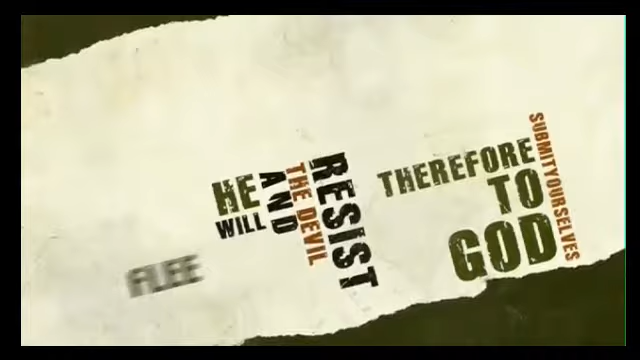 SUBMITYOURSELVES
THEREFORE
TO
GOD
RESIST
THE DEVIL
AND
HE
WILL
FLEE